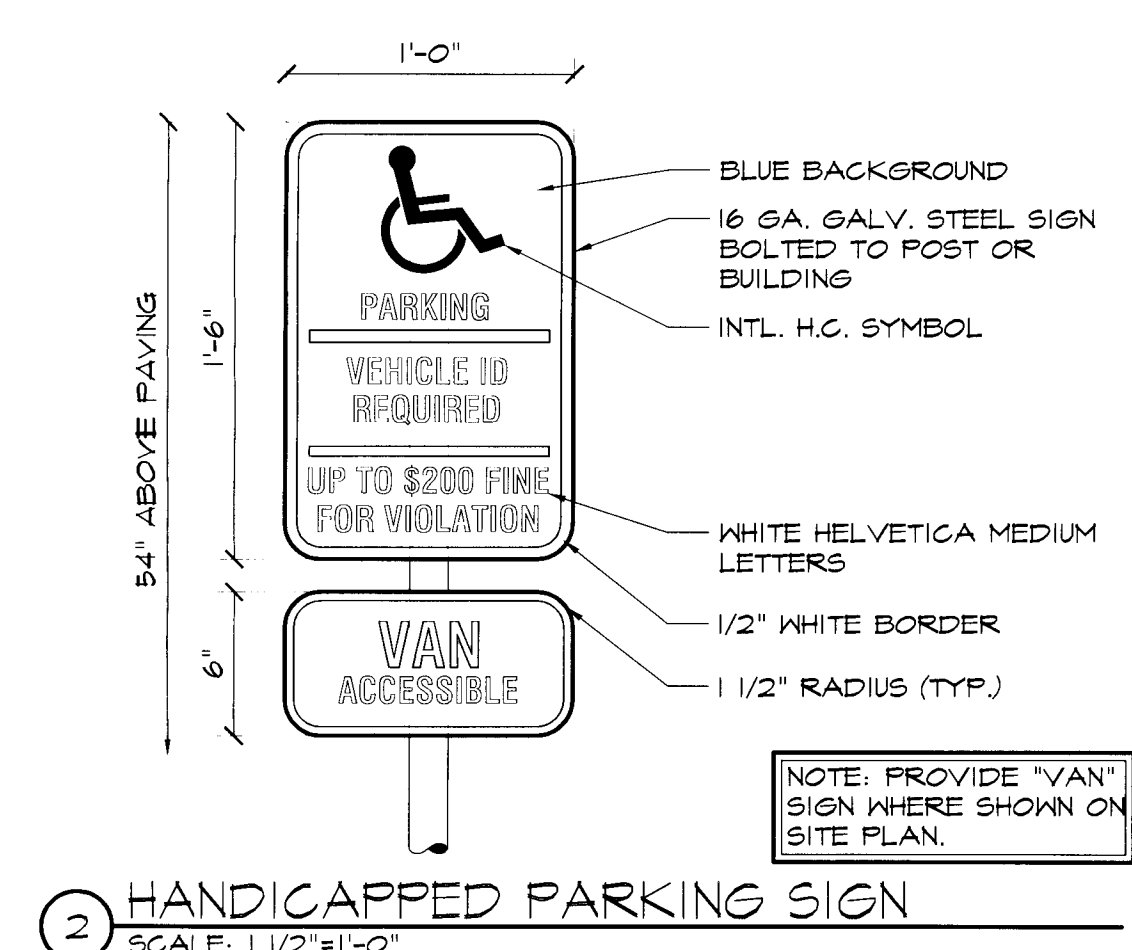 1'-0"
54" ABOVE PAVING
1'-6"
6"
PARKING
VEHICLE ID
REQUIRED
UP TO $200 FINE
FOR VIOLATION
VAN
ACCESSIBLE
BLUE BACKGROUND
16 GA. GALV. STEEL SIGN
BOLTED TO POST OR
BUILDING
INTL. H.C. SYMBOL
WHITE HELVETICA MEDIUM
LETTERS
1/2" WHITE BORDER
1 1/2" RADIUS (TYP.)
NOTE: PROVIDE "VAN"
SIGN WHERE SHOWN ON
SITE PLAN.
2 HANDICAPPED PARKING SIGN
SCALE: 1 1/2"=1'-0"